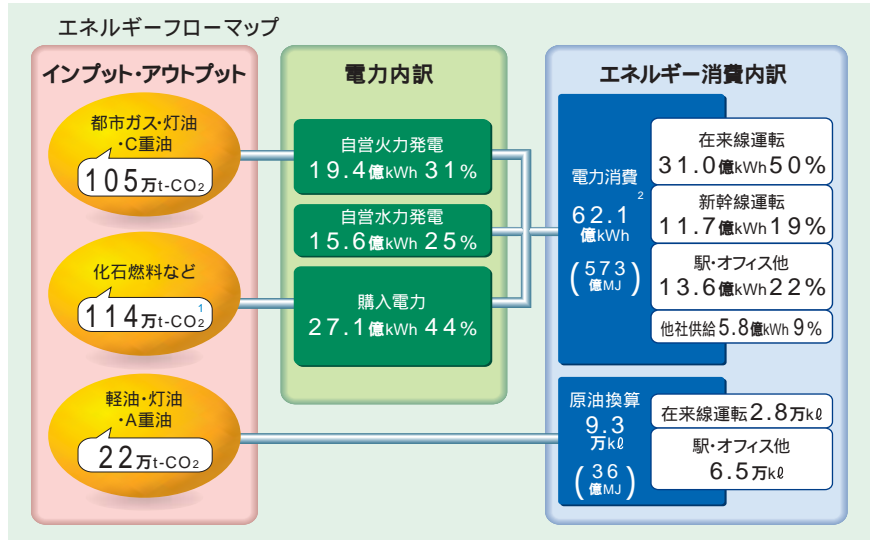 エネルギーフローマップ
インプット・アウトプット
都市ガス・灯油
・C重油
105万t-CO2
化石燃料など
114万t-CO2 1
軽油・灯油
・A重油
22万t-CO2
電力内訳
自営火力発電
19.4億kWh 31%
自営水力発電
15.6億kWh 25%
購入電力
27.1億kWh 44%
エネルギー消費内訳
電力消費 2
62.1
億kWh
(573
億MJ)
在来線運転
31.0億kWh 50%
新幹線運転
11.7億kWh 19%
駅・オフィス他
13.6億kWh 22%
他社供給 5.8億kWh 9%
原油換算
9.3
万kℓ
(36
億MJ)
在来線運転 2.8万kℓ
駅・オフィス他
6.5万kℓ